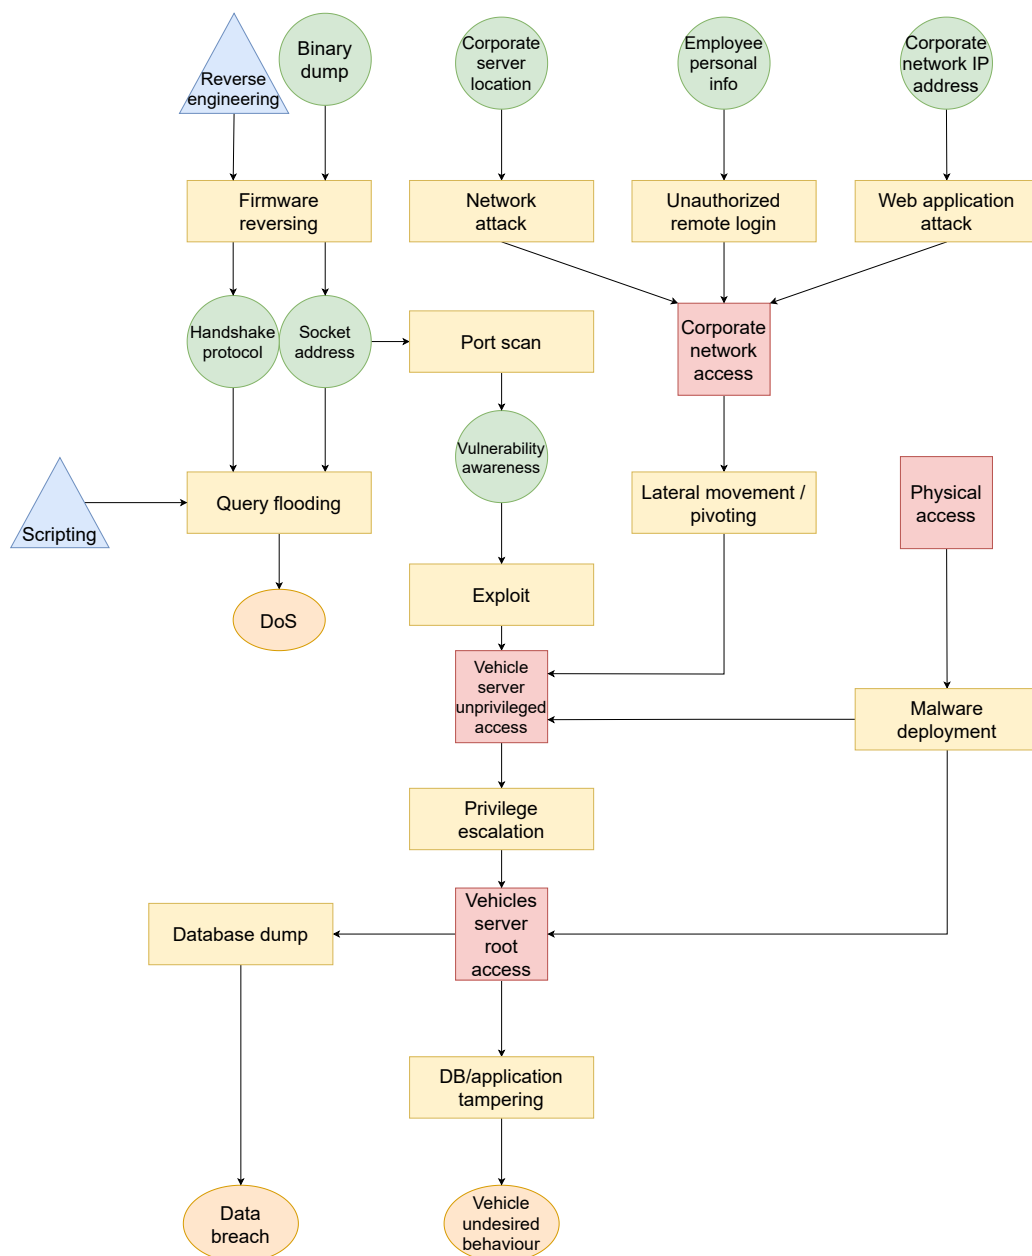 Reverse
engineering
Binary
dump
Corporate
server
location
Employee
personal
info
Corporate
network IP
address
Firmware
reversing
Network
attack
Unauthorized
remote login
Web application
attack
Handshake
protocol
Socket
address
Port scan
Corporate
network
access
Vulnerability
awareness
Scripting
Query flooding
Lateral movement /
pivoting
Physical
access
Exploit
DoS
Vehicle
server
unprivileged
access
Malware
deployment
Privilege
escalation
Database dump
Vehicles
server
root
access
DB/application
tampering
Data
breach
Vehicle
undesired
behaviour